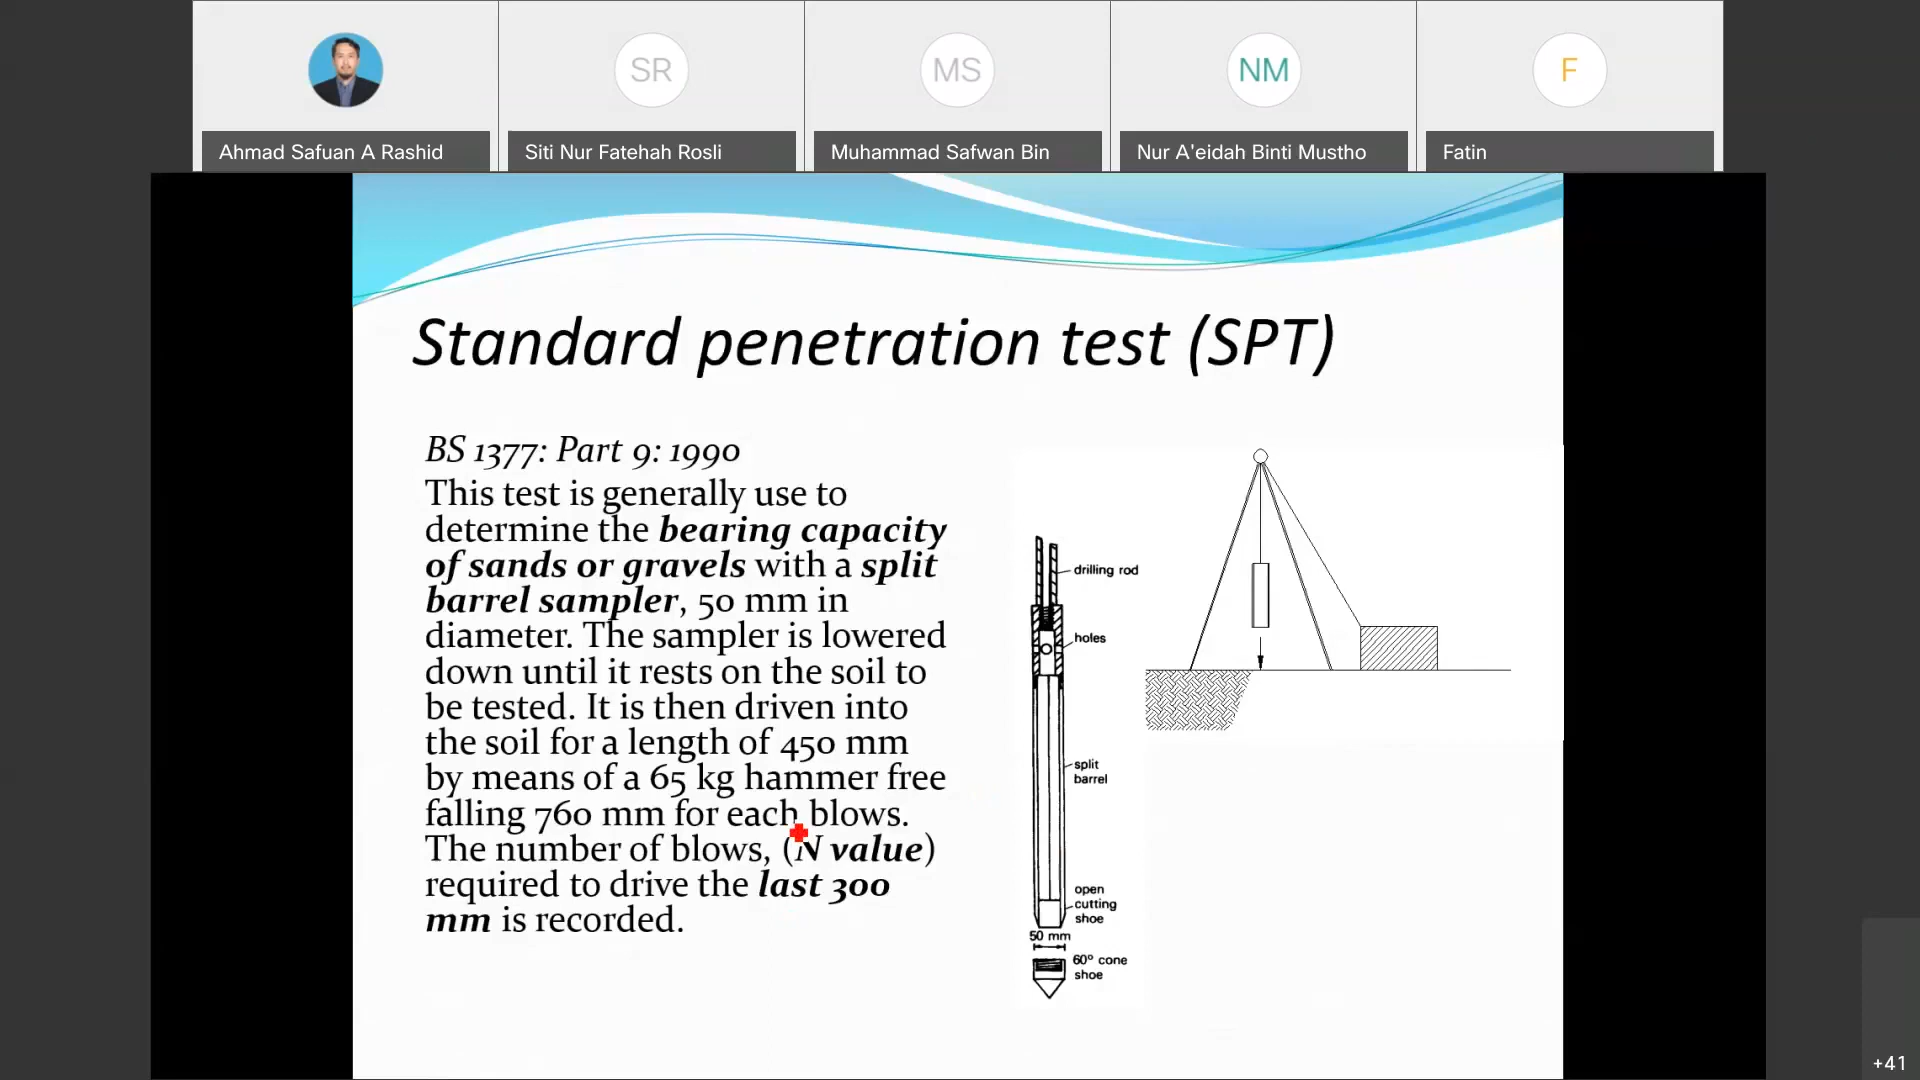 SR
MS
NM
F
Ahmad Safuan A Rashid
Siti Nur Fatehah Rosli
Muhammad Safwan Bin
Nur A'eidah Binti Mustho
Fatin
Standard penetration test (SPT)
BS 1377: Part 9: 1990
This test is generally use to
determine the bearing capacity
of sands or gravels with a split
barrel sampler, 50 mm in
diameter. The sampler is lowered
down until it rests on the soil to
be tested. It is then driven into
the soil for a length of 450 mm
by means of a 65 kg hammer free
falling 760 mm for each blows.
The number of blows, (N value)
required to drive the last 300
mm is recorded.
drilling rod
holes
split
barrel
open
cutting
shoe
50 mm
60° cone
shoe
+41